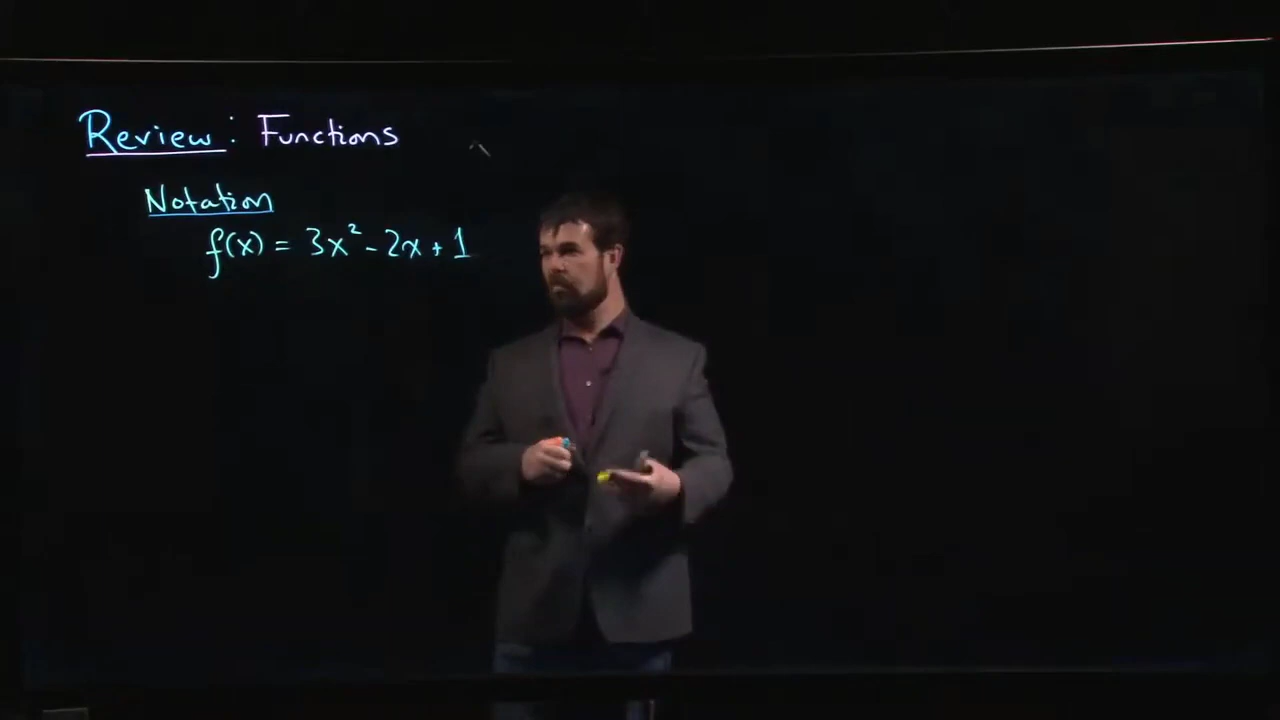 Review: Functions
Notation
f(x) = 3x² - 2x + 1